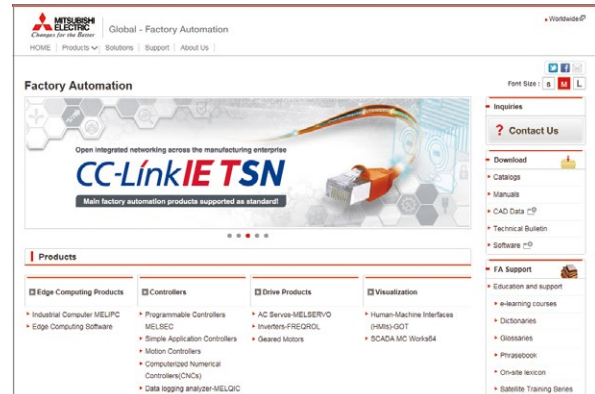 MITSUBISHI
ELECTRIC
Changes for the Better
Global - Factory Automation
Worldwide
HOME | Products | Solutions | Support | About Us
Factory Automation
Font Size : S M L
Open integrated networking across the manufacturing enterprise
CC-Link IE TSN
Main factory automation products supported as standard!
Inquiries
? Contact Us
Download
Catalogs
Manuals
CAD Data
Technical Bulletin
Software
Products
Edge Computing Products
Industrial Computer MELIPC
Edge Computing Software
Controllers
Programmable Controllers
MELSEC
Simple Application Controllers
Motion Controllers
Computerized Numerical
Controllers(CNCs)
Data logging analyzer-MELQIC
Drive Products
AC Servos-MELSERVO
Inverters-FREQROL
Geared Motors
Visualization
Human-Machine Interfaces
(HMIs)-GOT
SCADA MC Works64
FA Support
Education and support
e-learning courses
Dictionaries
Glossaries
Phrasebook
On-site lexicon
Satellite Training Series